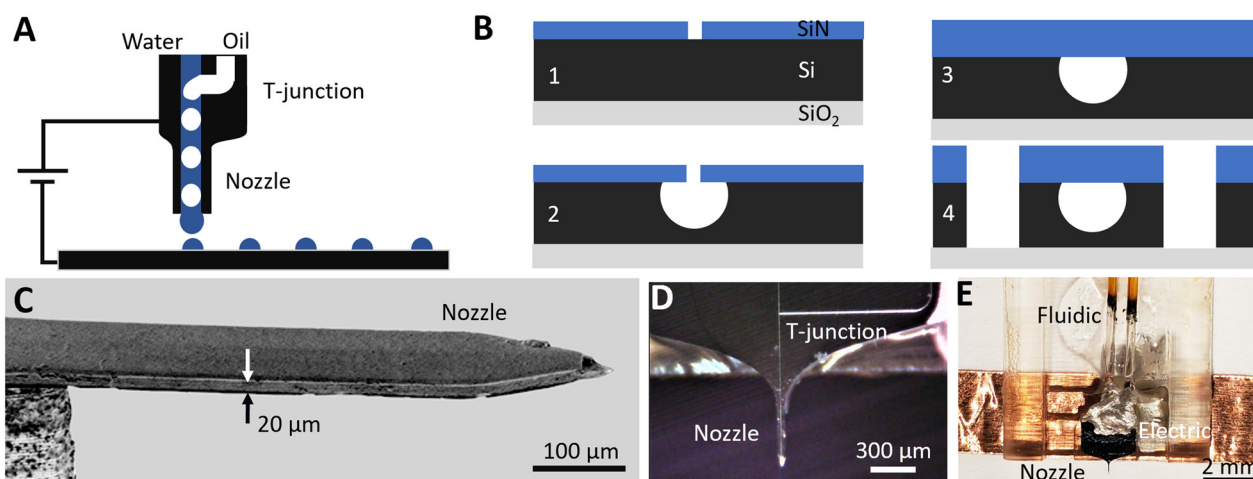 A
Water Oil
T-junction
Nozzle
B
SiN
1
Si
SiO₂
2
3
4
C
Nozzle
20 μm
100 μm
D
T-junction
Nozzle
300 μm
E
Fluidic
Electric
Nozzle
2 mm